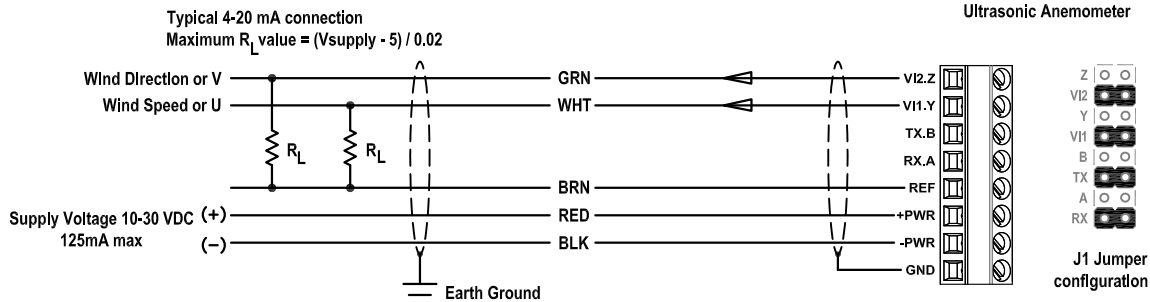 Ultrasonic Anemometer
Typical 4-20 mA connection
Maximum RL value = (Vsupply - 5) / 0.02
Wind Direction or V
GRN
VI2.Z
Wind Speed or U
WHT
VI1.Y
TX.B
RX.A
RL
RL
BRN
REF
Supply Voltage 10-30 VDC (+)
RED
+PWR
125mA max (−)
BLK
-PWR
GND
Earth Ground
Z
VI2
Y
VI1
B
TX
A
RX
J1 Jumper
configuration